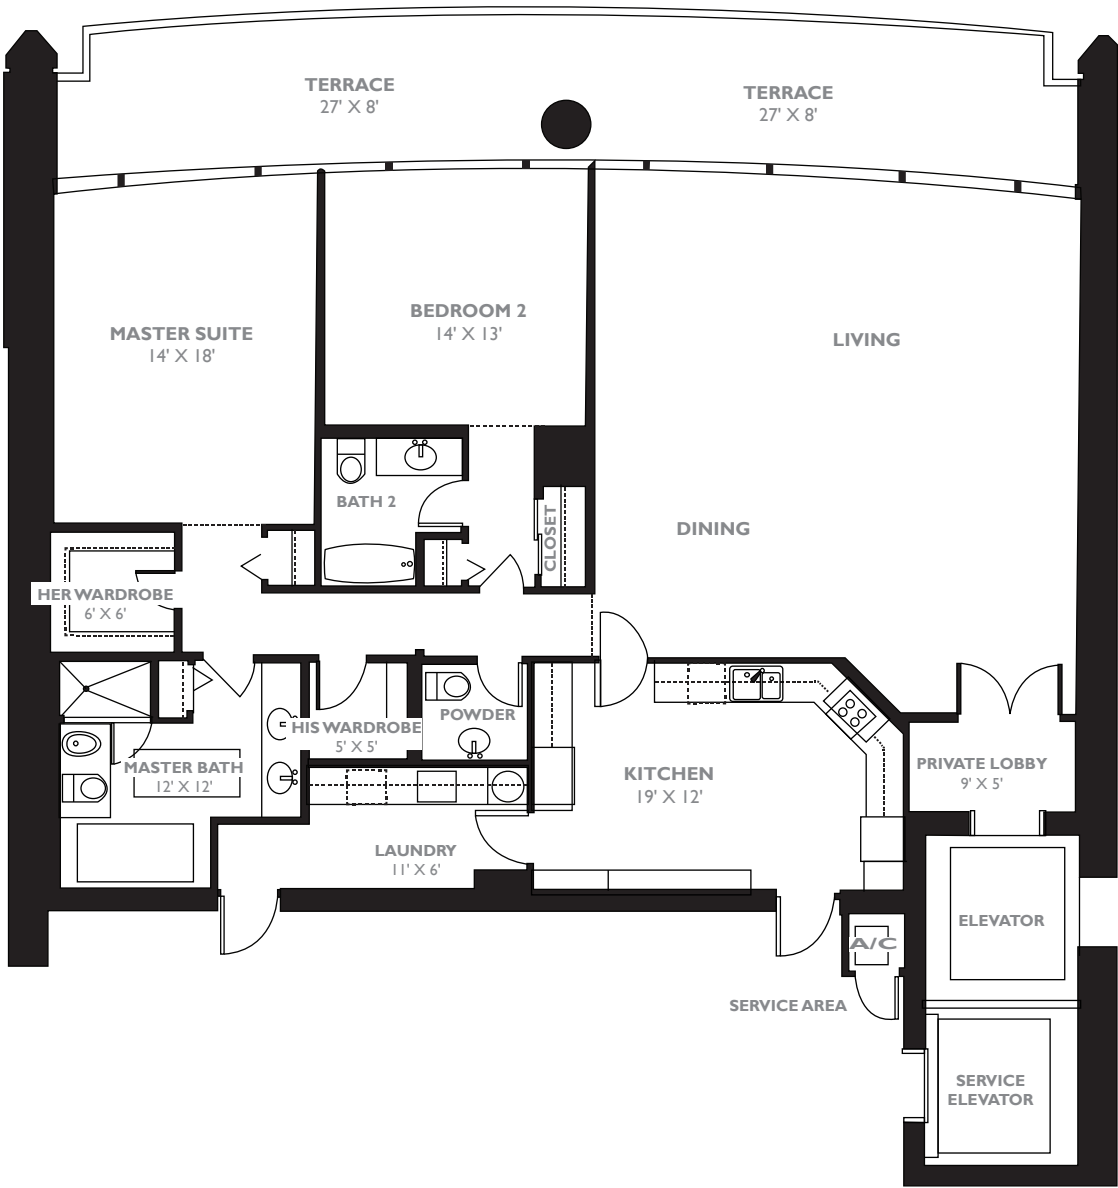 TERRACE
27' X 8'
TERRACE
27' X 8'
MASTER SUITE
14' X 18'
BEDROOM 2
14' X 13'
LIVING
BATH 2
CLOSET
DINING
HER WARDROBE
6' X 6'
HIS WARDROBE
5' X 5'
POWDER
MASTER BATH
12' X 12'
KITCHEN
19' X 12'
PRIVATE LOBBY
9' X 5'
LAUNDRY
11' X 6'
ELEVATOR
A/C
SERVICE AREA
SERVICE
ELEVATOR